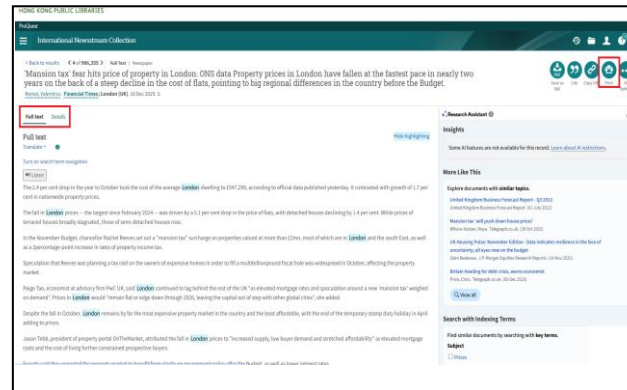 HONG KONG PUBLIC LIBRARIES
ProQuest
International Newsstream Collection
< Back to results
Full Text | Newspaper
'Mansion tax' fear hits price of property in London: ONS data Property prices in London have fallen at the fastest pace in nearly two
years on the back of a steep decline in the cost of flats, pointing to big regional differences in the country before the Budget.
Romei, Valentina. Financial Times; London (UK)
Cite
Copy URL
Print
Full text Details
Full text
Hide highlighting
Translate
Turn on search term navigation
Listen
The 2.4 per cent drop in the year to October took the cost of the average London dwelling to £547,299, according to official data published yesterday. It contrasted with growth of 1.7 per
cent in nationwide property prices.
The fall in London prices — the largest since February 2024 — was driven by a 5.1 per cent drop in the price of flats, with detached houses declining by 1.4 per cent. While prices of
terraced houses broadly stagnated, those of semi detached houses rose.
In the November Budget, chancellor Rachel Reeves set out a "mansion tax" surcharge on properties valued at more than £2mn, most of which are in London and the south East, as well
as a 2percentage point increase in rates of property income tax.
Speculation that Reeves was planning a tax raid on the owners of expensive homes in order to fill a multibillionpound fiscal hole was widespread in October, affecting the property
market.
Paige Tao, economist at advisory firm PwC UK, said London continued to lag behind the rest of the UK "as elevated mortgage rates and speculation around a new 'mansion tax' weighed
on demand". Prices in London would "remain flat or edge down through 2026, leaving the capital out of step with other global cities", she added.
Despite the fall in October, London remains by far the most expensive property market in the country and the least affordable, with the end of the temporary stamp duty holiday in April
adding to prices.
Jason Tebb, president of property portal OnTheMarket, attributed the fall in London prices to "increased supply, low buyer demand and stretched affordability" as elevated mortgage
costs and the cost of living further constrained prospective buyers.
Research Assistant
Insights
Some AI features are not available for this record. Learn about AI restrictions.
More Like This
Explore documents with similar topics.
United Kingdom Business Forecast Report - Q3 2012
United Kingdom Business Forecast Report
Mansion tax 'will push down house prices'
UK Housing Pulse: November Edition - Data indicates resilience in the face of
uncertainty; all eyes now on the budget
Britain heading for debt crisis, warns economist
View all
Search with Indexing Terms
Find similar documents by searching with key terms.
Subject
Prices